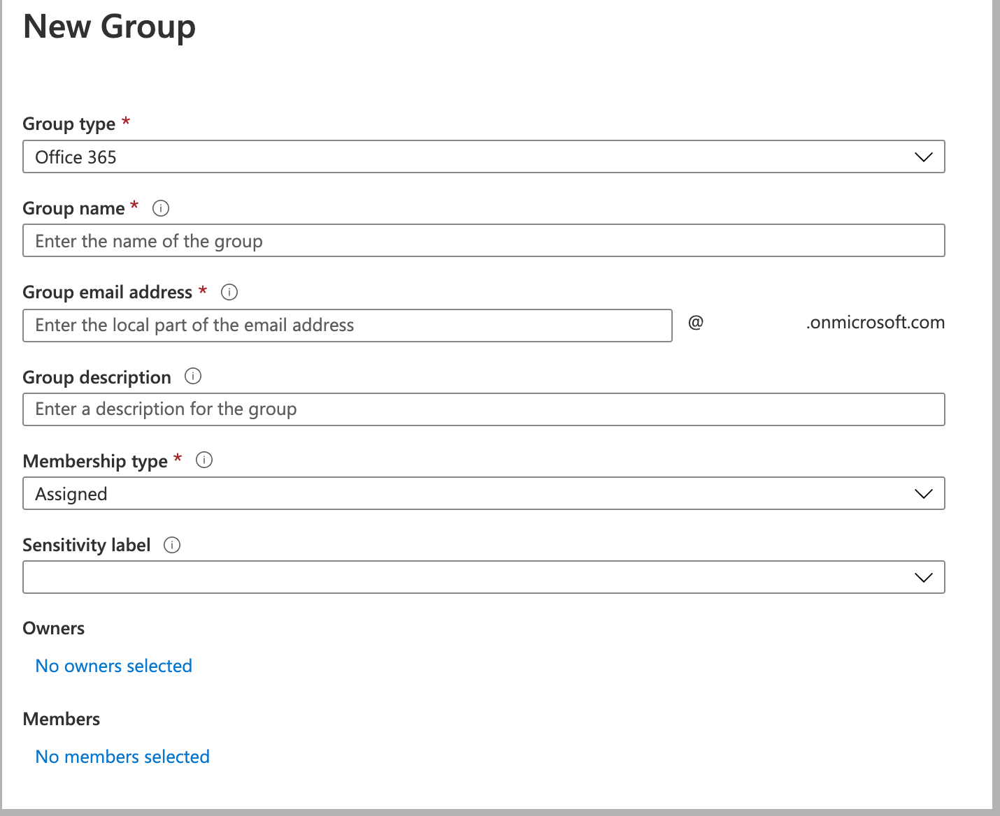 New Group
Group type *
Office 365
Group name *
Enter the name of the group
Group email address *
Enter the local part of the email address @ .onmicrosoft.com
Group description
Enter a description for the group
Membership type *
Assigned
Sensitivity label
Owners
No owners selected
Members
No members selected